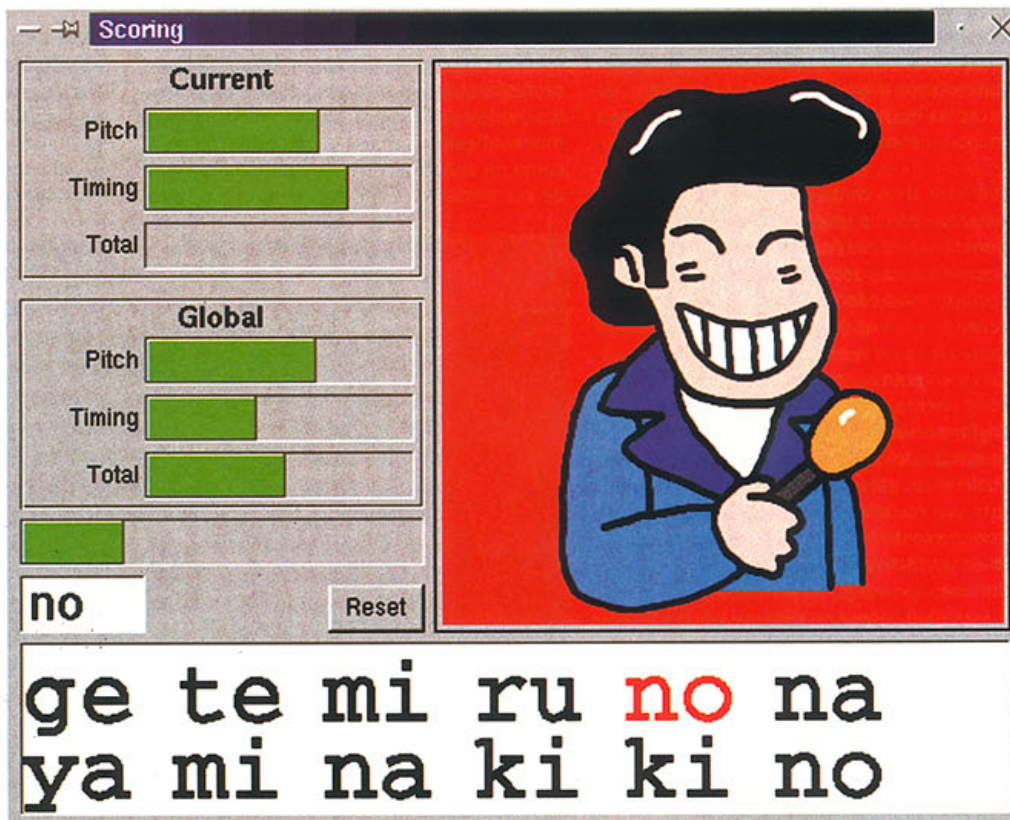 Scoring
Current
Pitch
Timing
Total
Global
Pitch
Timing
Total
no
Reset
ge te mi ru no na
ya mi na ki ki no